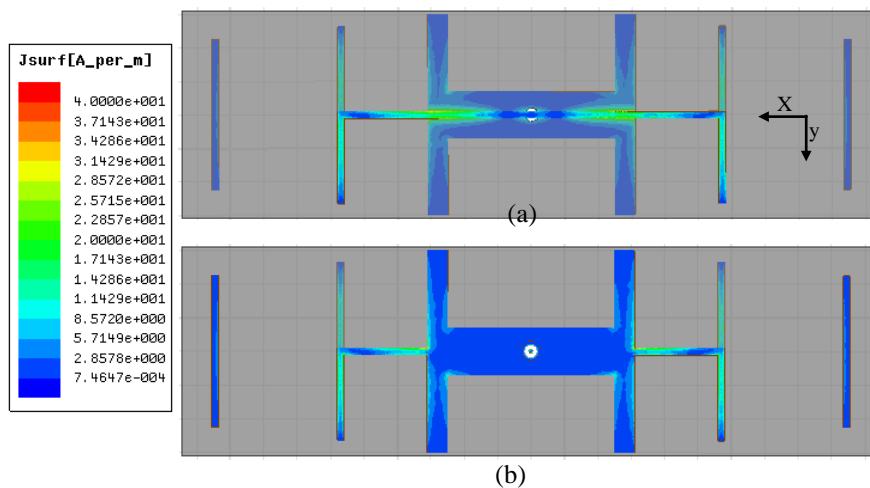 Jsurf[A_per_m]
4.0000e+001
3.7143e+001
3.4286e+001
3.1429e+001
2.8572e+001
2.5715e+001
2.2857e+001
2.0000e+001
1.7143e+001
1.4286e+001
1.1429e+001
8.5720e+000
5.7149e+000
2.8578e+000
7.4647e-004
X
y
(a)
(b)